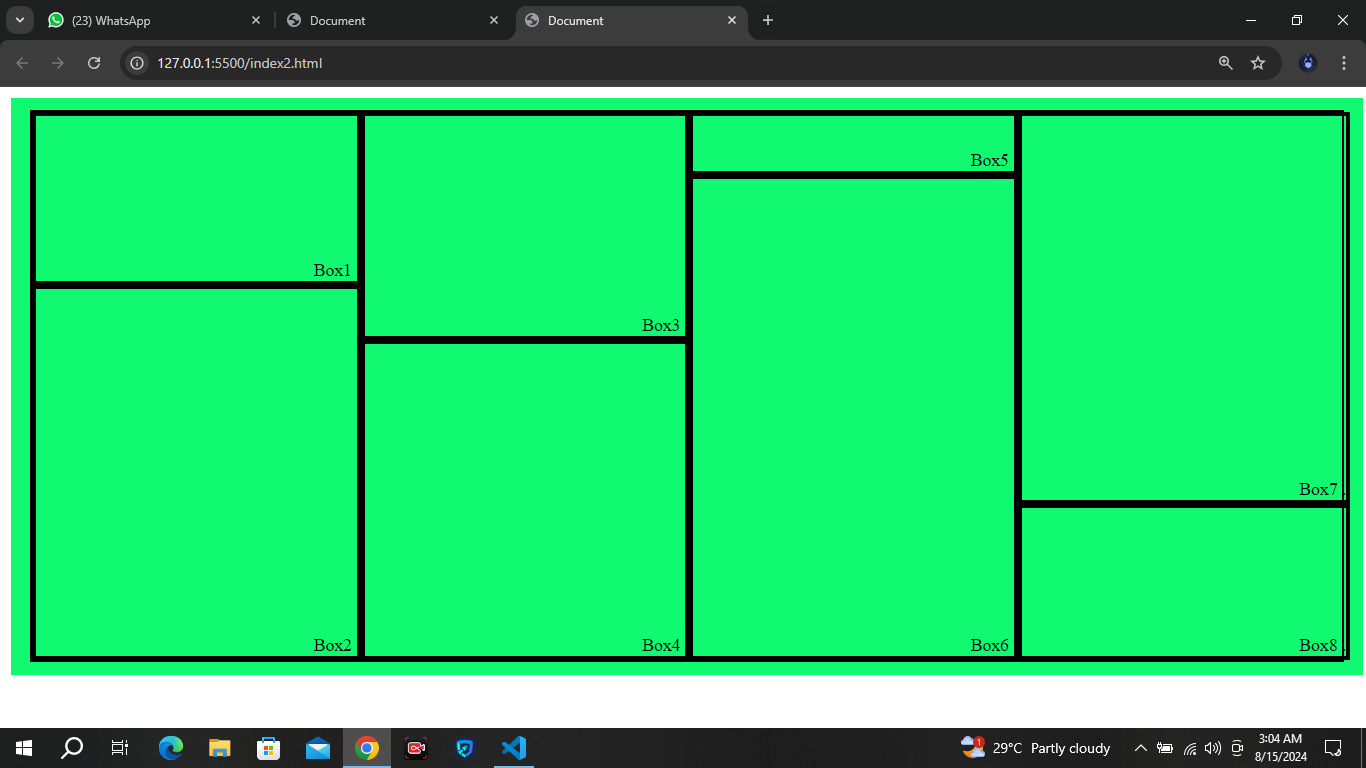 (23) WhatsApp
Document
Document
127.0.0.1:5500/index2.html
Box5
Box1
Box3
Box7
Box2
Box4
Box6
Box8
1
29°C Partly cloudy
3:04 AM
8/15/2024